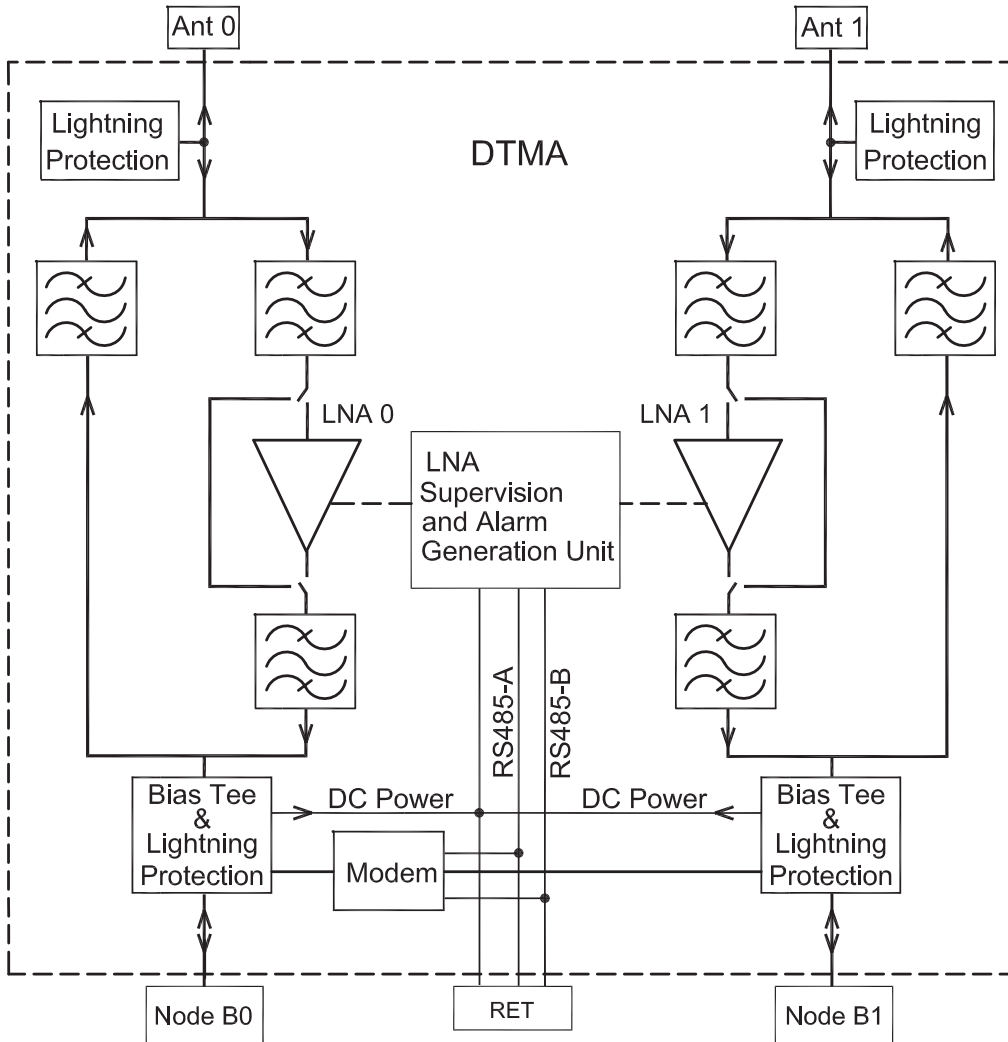 Ant 0
Ant 1
Lightning
Protection
DTMA
Lightning
Protection
LNA 0
LNA 1
LNA
Supervision
and Alarm
Generation Unit
RS485-A
RS485-B
Bias Tee
&
Lightning
Protection
DC Power
DC Power
Bias Tee
&
Lightning
Protection
Modem
Node B0
RET
Node B1